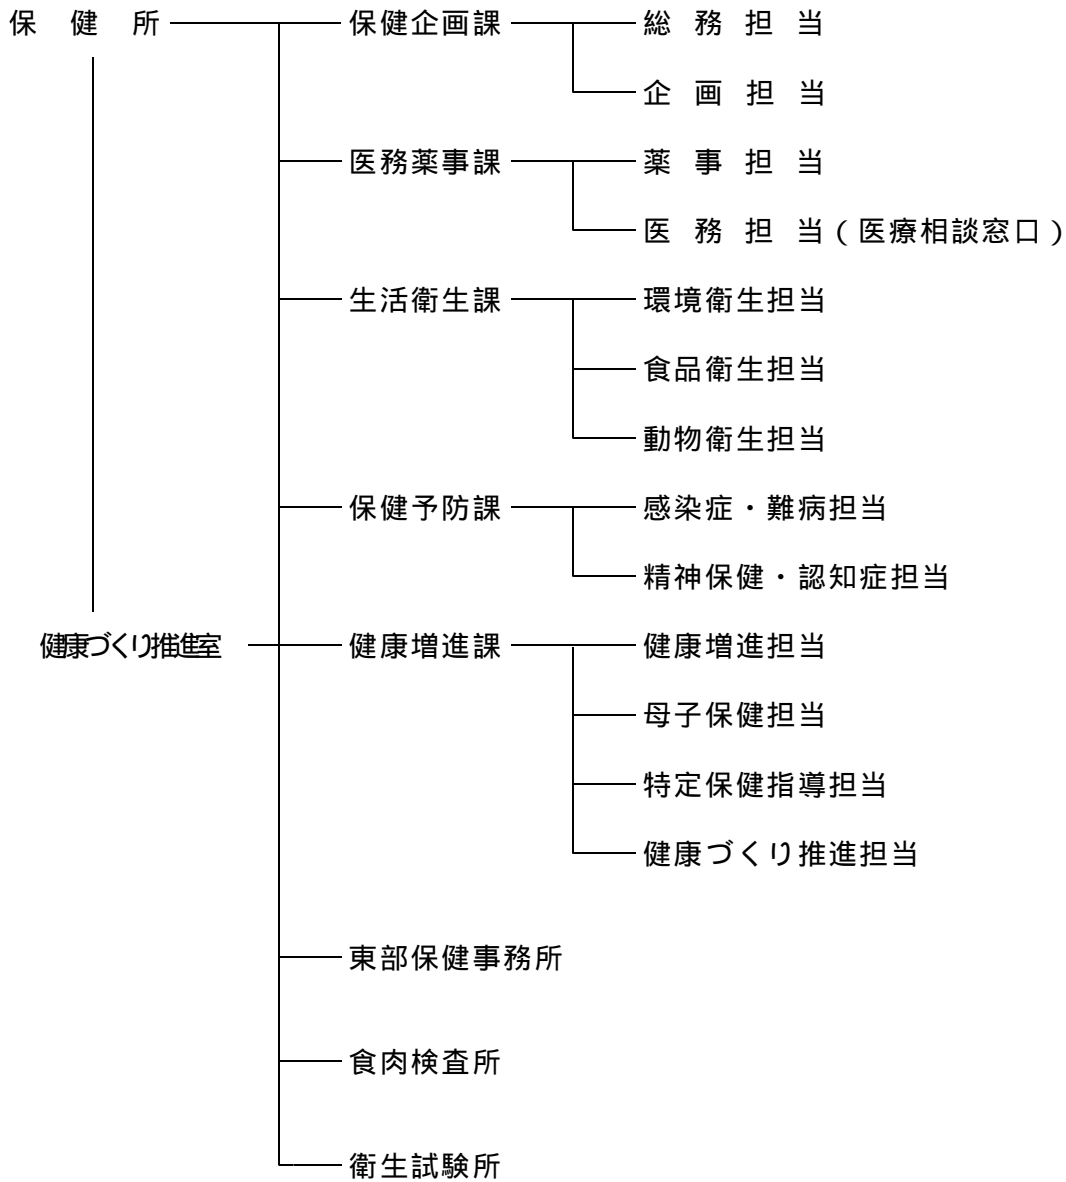 保健所 保健企画課 総務担当
企画担当
医務薬事課 薬事担当
医務担当(医療相談窓口)
生活衛生課 環境衛生担当
食品衛生担当
動物衛生担当
保健予防課 感染症・難病担当
精神保健・認知症担当
健康づくり推進室 健康増進課 健康増進担当
母子保健担当
特定保健指導担当
健康づくり推進担当
東部保健事務所
食肉検査所
衛生試験所